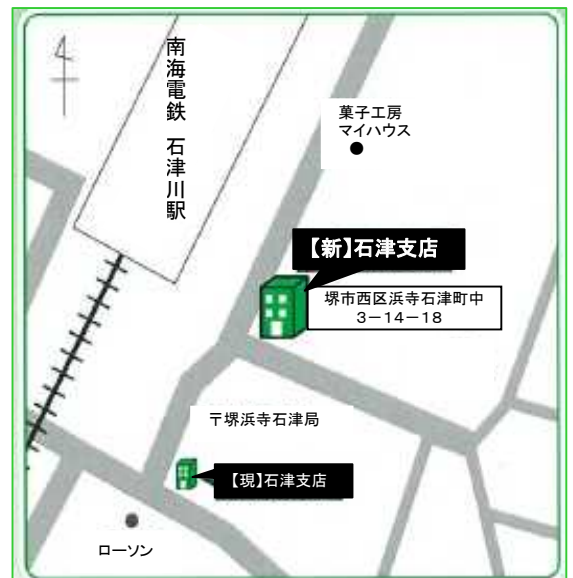 南海電鉄 石津川駅
菓子工房
マイハウス
【新】石津支店
堺市西区浜寺石津町中
3－14－18
〒堺浜寺石津局
【現】石津支店
ローソン